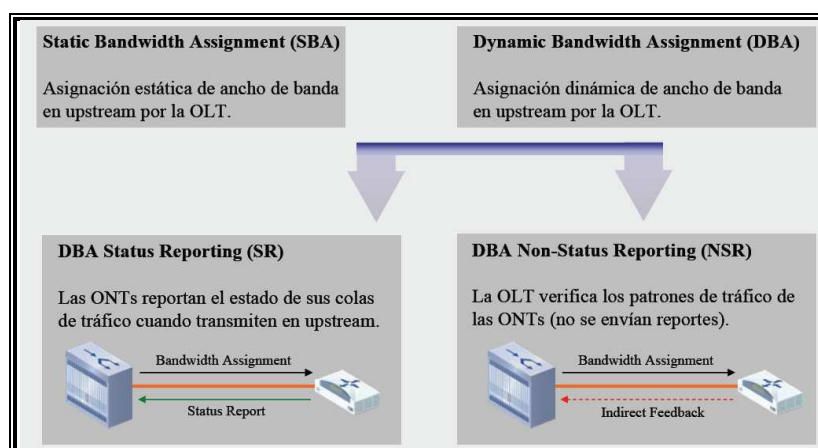 Static Bandwidth Assignment (SBA)
Asignación estática de ancho de banda
en upstream por la OLT.
Dynamic Bandwidth Assignment (DBA)
Asignación dinámica de ancho de banda
en upstream por la OLT.
DBA Status Reporting (SR)
Las ONTs reportan el estado de sus colas
de tráfico cuando transmiten en upstream.
Bandwidth Assignment
Status Report
DBA Non-Status Reporting (NSR)
La OLT verifica los patrones de tráfico de
las ONTs (no se envían reportes).
Bandwidth Assignment
Indirect Feedback